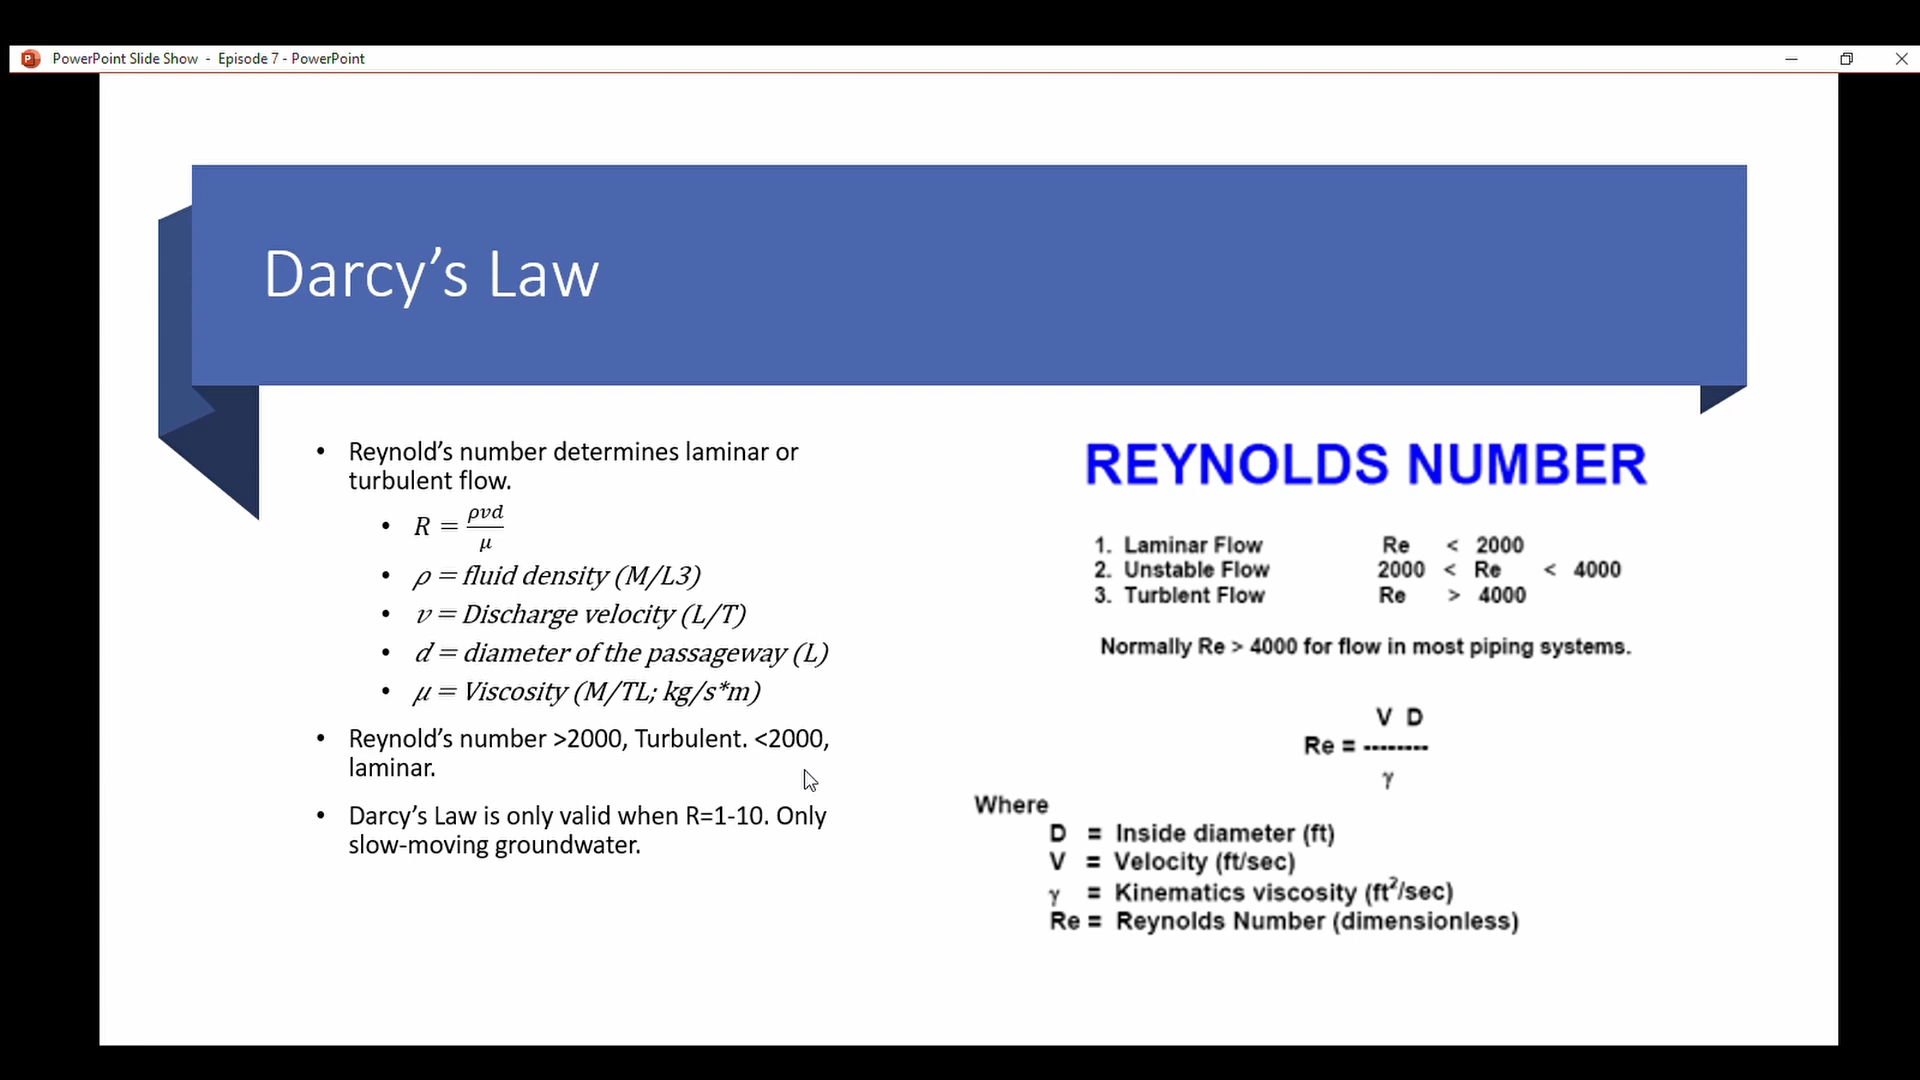 PowerPoint Slide Show - Episode 7 - PowerPoint
Darcy's Law
• Reynold's number determines laminar or
turbulent flow.
• R = ρvd/μ
• ρ = fluid density (M/L3)
• v = Discharge velocity (L/T)
• d = diameter of the passageway (L)
• μ = Viscosity (M/TL; kg/s*m)
• Reynold's number >2000, Turbulent. <2000,
laminar.
• Darcy's Law is only valid when R=1-10. Only
slow-moving groundwater.
REYNOLDS NUMBER
1. Laminar Flow Re < 2000
2. Unstable Flow 2000 < Re < 4000
3. Turblent Flow Re > 4000
Normally Re > 4000 for flow in most piping systems.
V D
Re = --------
γ
Where
D = Inside diameter (ft)
V = Velocity (ft/sec)
γ = Kinematics viscosity (ft²/sec)
Re = Reynolds Number (dimensionless)